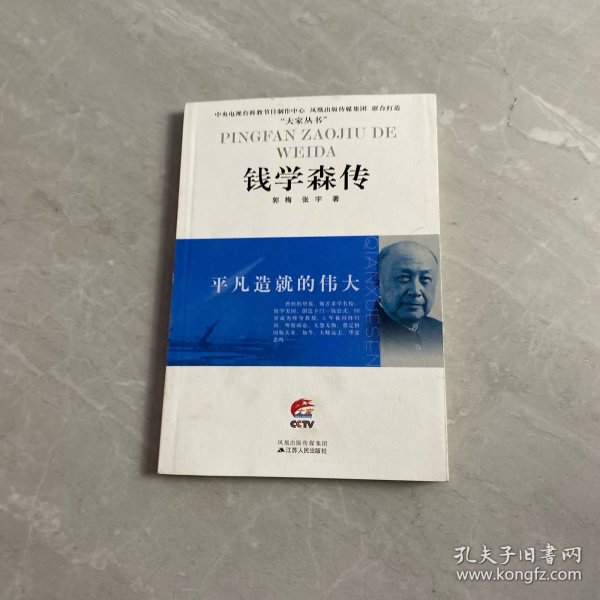 中央电视台科教节目制作中心 凤凰出版传媒集团 联合打造
“大家丛书”
PINGFAN ZAOJIU DE
WEIDA
钱学森传
郭梅 张宇 著
QIANXUESEN
平凡造就的伟大
CCTV
凤凰出版传媒集团
江苏人民出版社
孔夫子旧书网
www.kongfz.com